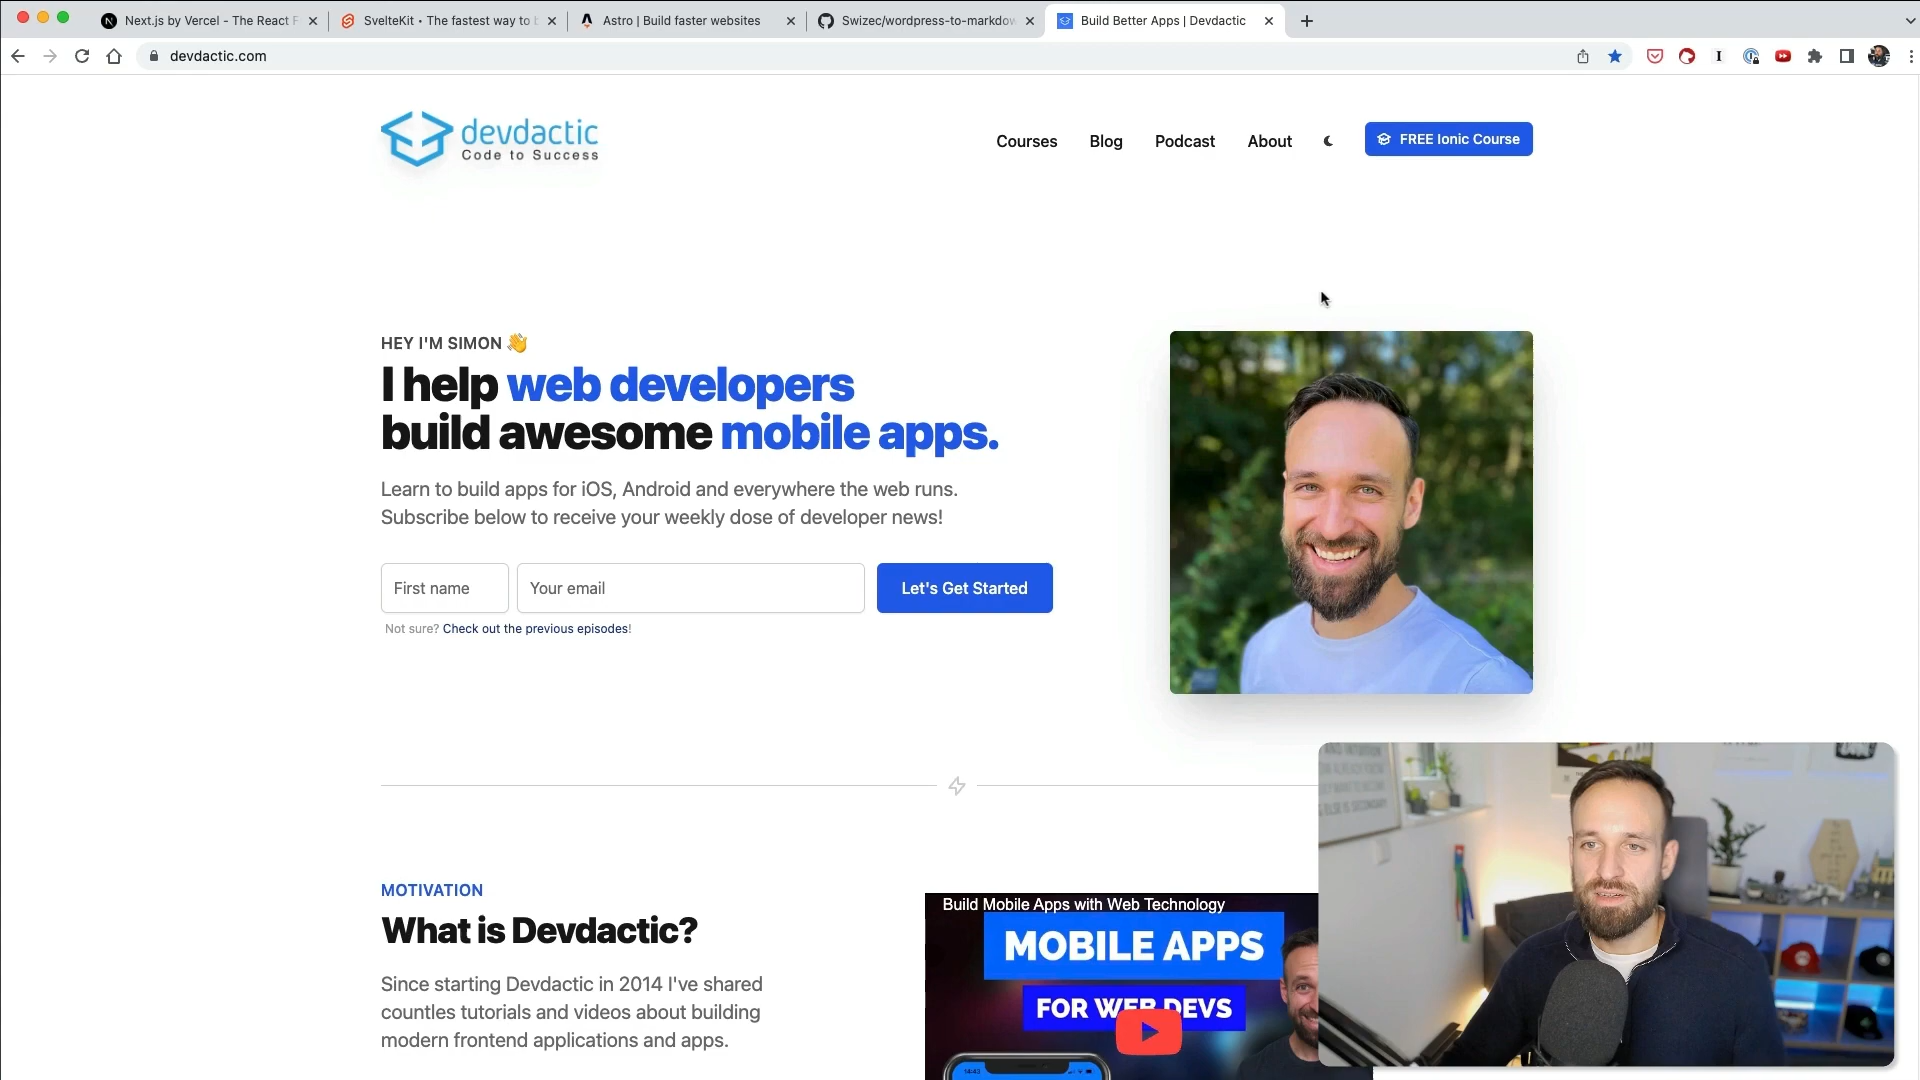 Next.js by Vercel - The React F
SvelteKit • The fastest way to b
Astro | Build faster websites
Swizec/wordpress-to-markdow
Build Better Apps | Devdactic
devdactic.com
devdactic
Code to Success
Courses
Blog
Podcast
About
FREE Ionic Course
HEY I'M SIMON 👋
I help web developers
build awesome mobile apps.
Learn to build apps for iOS, Android and everywhere the web runs.
Subscribe below to receive your weekly dose of developer news!
First name
Your email
Let's Get Started
Not sure? Check out the previous episodes!
MOTIVATION
What is Devdactic?
Since starting Devdactic in 2014 I've shared
countles tutorials and videos about building
modern frontend applications and apps.
Build Mobile Apps with Web Technology
MOBILE APPS
FOR WEB DEVS
14:43